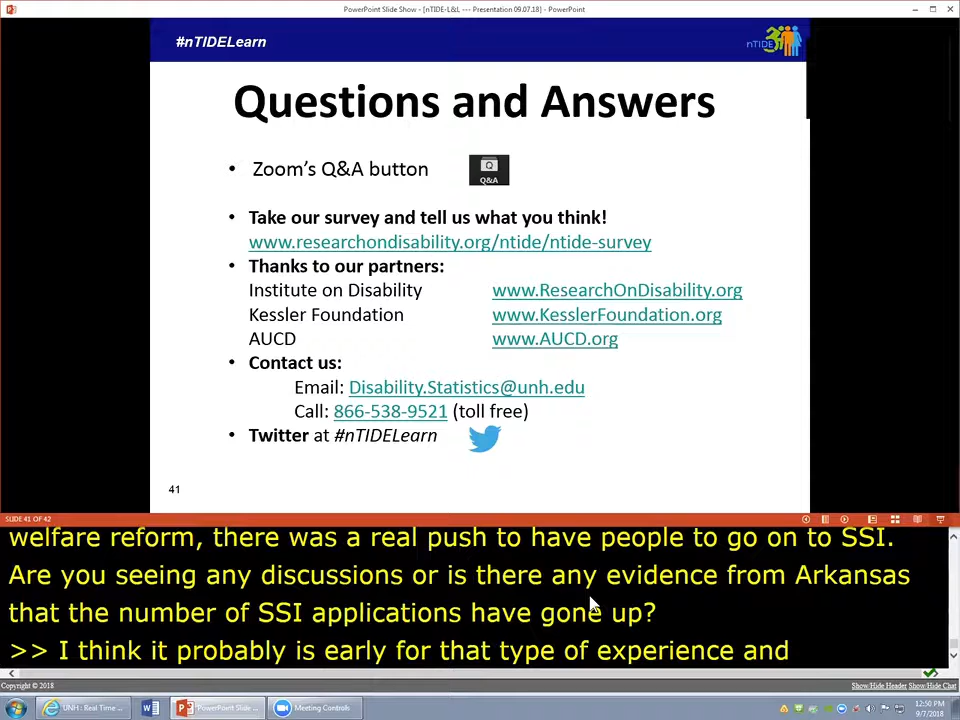 PowerPoint Slide Show - [nTIDE-L&L --- Presentation 09.07.18] - PowerPoint
#nTIDELearn
nTIDE
Questions and Answers
• Zoom's Q&A button
Q
Q&A
• Take our survey and tell us what you think!
www.researchondisability.org/ntide/ntide-survey
• Thanks to our partners:
Institute on Disability www.ResearchOnDisability.org
Kessler Foundation www.KesslerFoundation.org
AUCD www.AUCD.org
• Contact us:
Email: Disability.Statistics@unh.edu
Call: 866-538-9521 (toll free)
• Twitter at #nTIDELearn
41
SLIDE 41 OF 42
welfare reform, there was a real push to have people to go on to SSI.
Are you seeing any discussions or is there any evidence from Arkansas
that the number of SSI applications have gone up?
>> I think it probably is early for that type of experience and
Copyright © 2018 Show/Hide Header Show/Hide Chat
UNH : Real Time ... PowerPoint Slide ... Meeting Controls
12:50 PM
9/7/2018